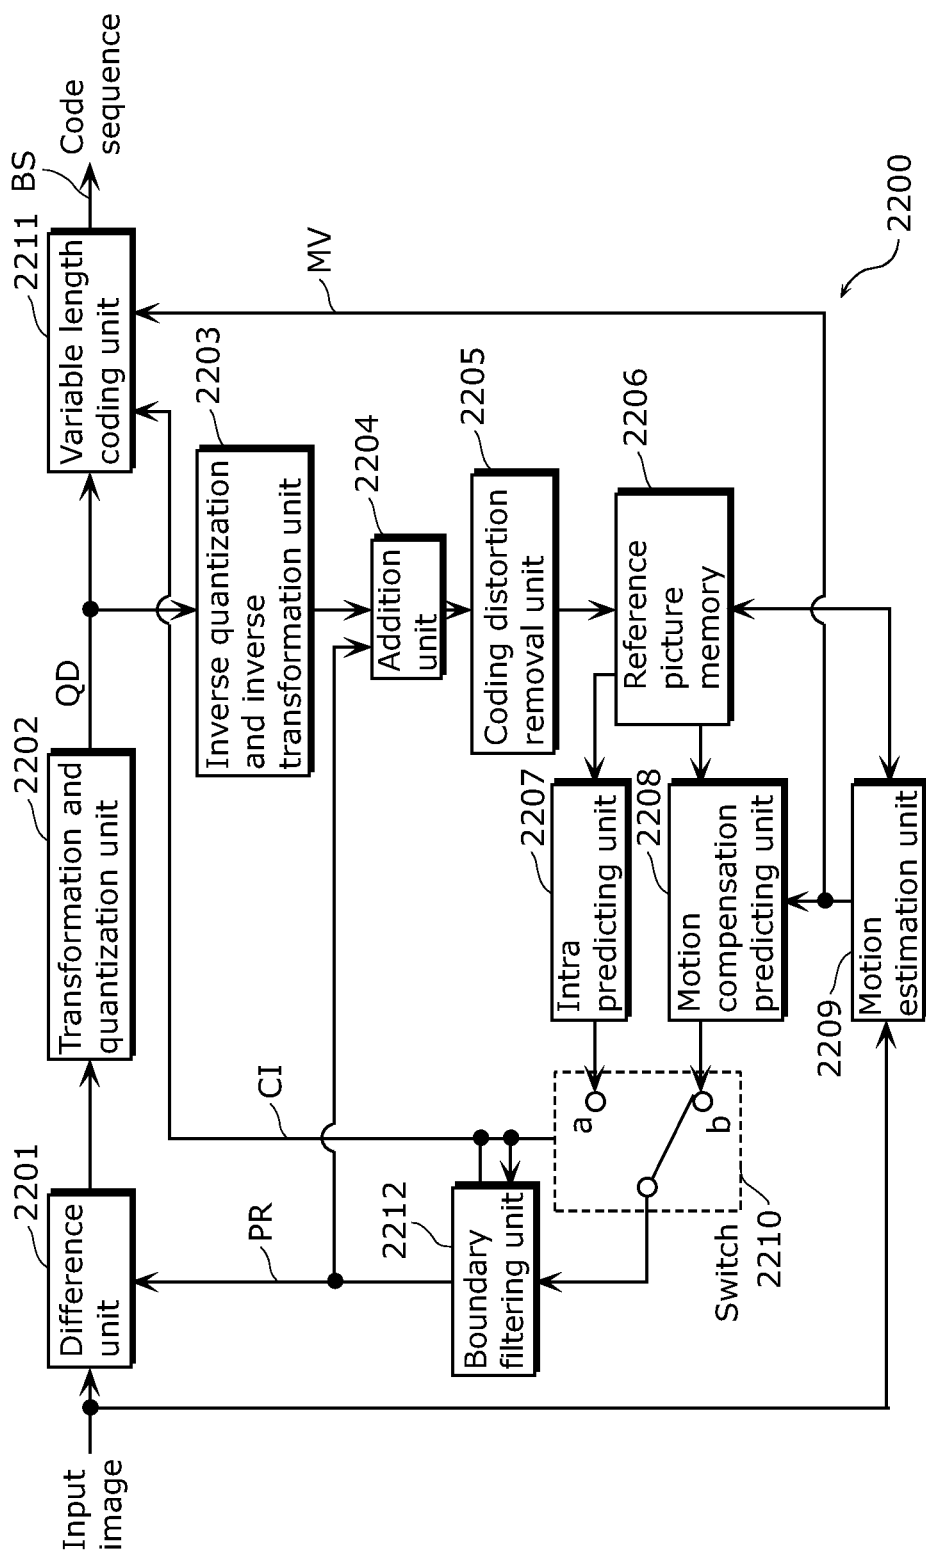 Input
image
2201
Difference
unit
2202
Transformation and
quantization unit
QD
2211
Variable length
coding unit
BS
Code
sequence
PR
CI
2203
Inverse quantization
and inverse
transformation unit
MV
2204
Addition
unit
2212
Boundary
filtering unit
2205
Coding distortion
removal unit
Switch
2210
a
b
2207
Intra
predicting unit
2206
Reference
picture
memory
2208
Motion
compensation
predicting unit
2209
Motion
estimation unit
2200